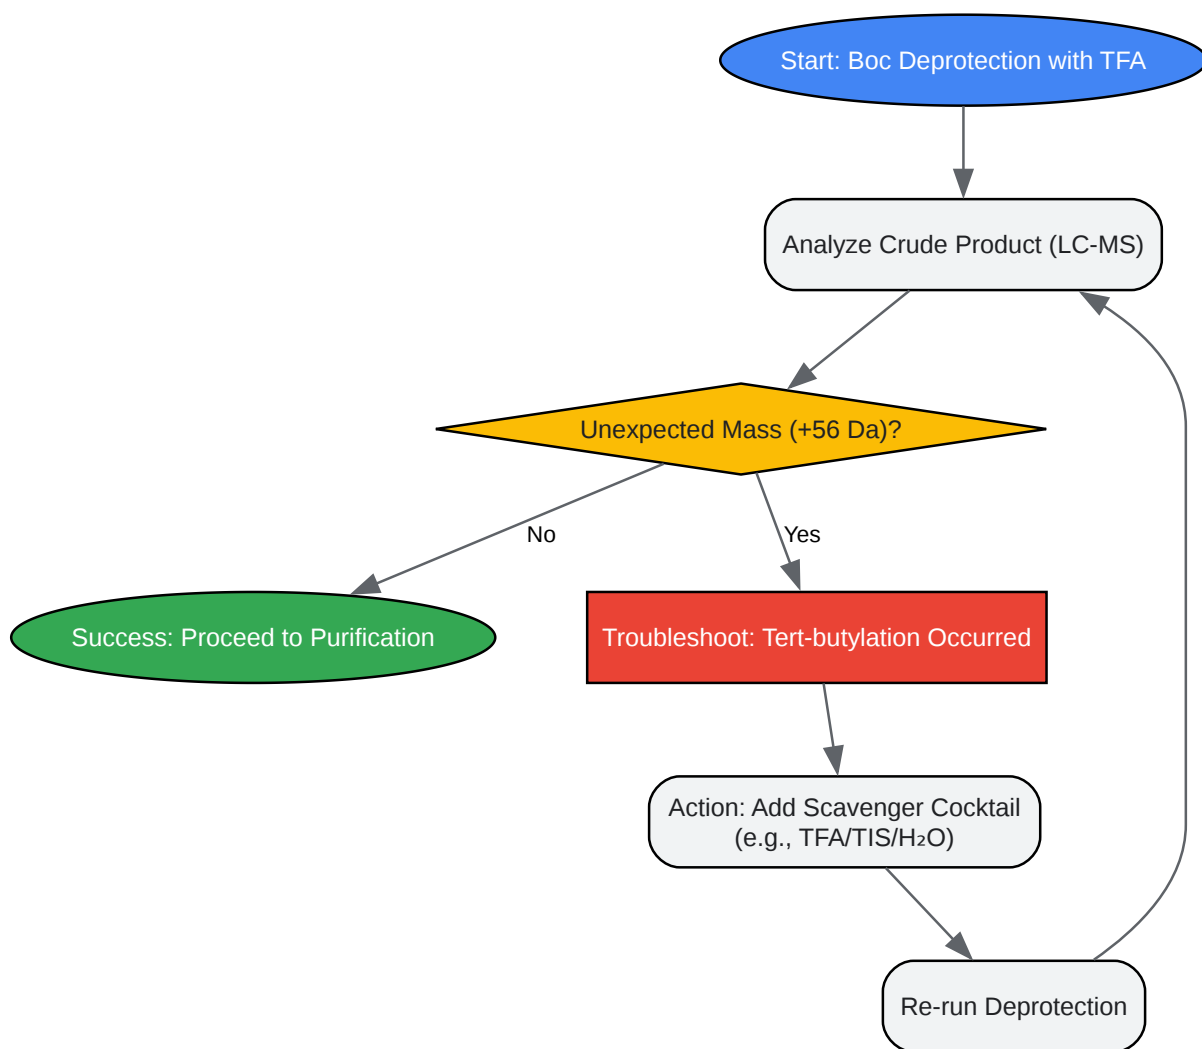 Start: Boc Deprotection with TFA
Analyze Crude Product (LC-MS)
Unexpected Mass (+56 Da)?
No
Yes
Success: Proceed to Purification
Troubleshoot: Tert-butylation Occurred
Action: Add Scavenger Cocktail
(e.g., TFA/TIS/H₂O)
Re-run Deprotection